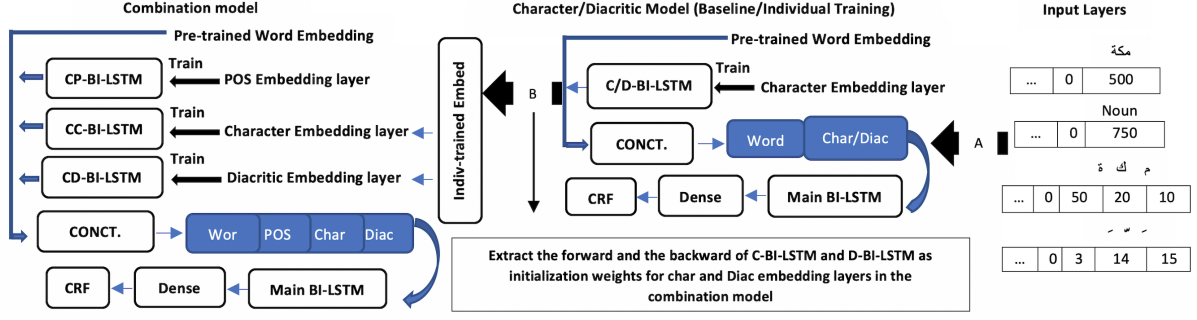 Combination model
Pre-trained Word Embedding
CP-BI-LSTM
Train
POS Embedding layer
CC-BI-LSTM
Train
Character Embedding layer
CD-BI-LSTM
Train
Diacritic Embedding layer
CONCT.
Wor
POS
Char
Diac
CRF
Dense
Main BI-LSTM
Indiv-trained Embed
B
Character/Diacritic Model (Baseline/Individual Training)
Pre-trained Word Embedding
C/D-BI-LSTM
Train
Character Embedding layer
CONCT.
Word
Char/Diac
CRF
Dense
Main BI-LSTM
A
Extract the forward and the backward of C-BI-LSTM and D-BI-LSTM as
initialization weights for char and Diac embedding layers in the
combination model
Input Layers
مكة
... 0 500
Noun
... 0 750
م ك ة
... 0 50 20 10
َ ّ َ َ
... 0 3 14 15